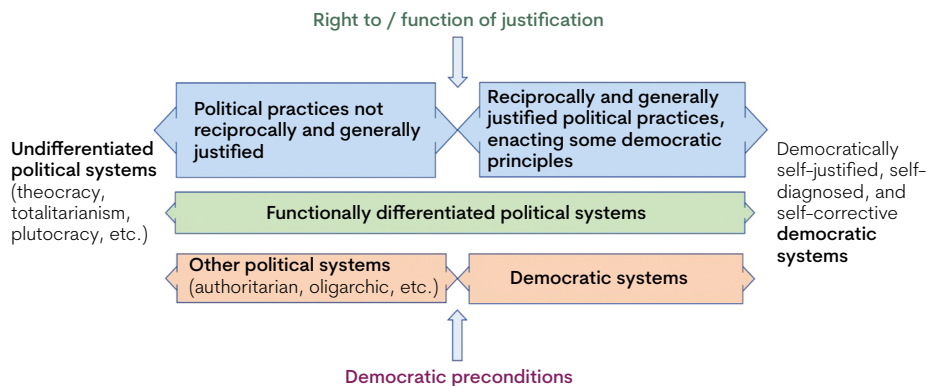 Right to / function of justification
Political practices not
reciprocally and generally
justified
Reciprocally and generally
justified political practices,
enacting some democratic
principles
Undifferentiated
political systems
(theocracy,
totalitarianism,
plutocracy, etc.)
Functionally differentiated political systems
Democratically
self-justified, self-
diagnosed, and
self-corrective
democratic
systems
Other political systems
(authoritarian, oligarchic, etc.)
Democratic systems
Democratic preconditions